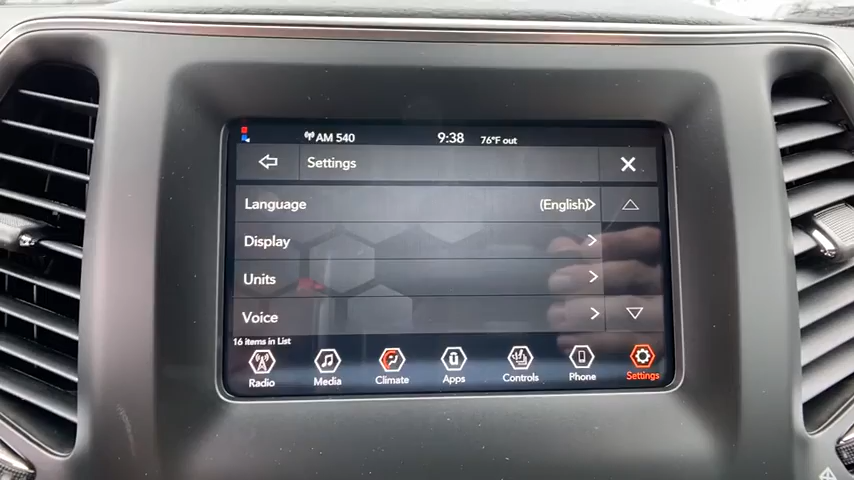 AM 540 9:38 76°F out
Settings
Language (English)
Display
Units
Voice
16 items in List
Radio Media Climate Apps Controls Phone Settings